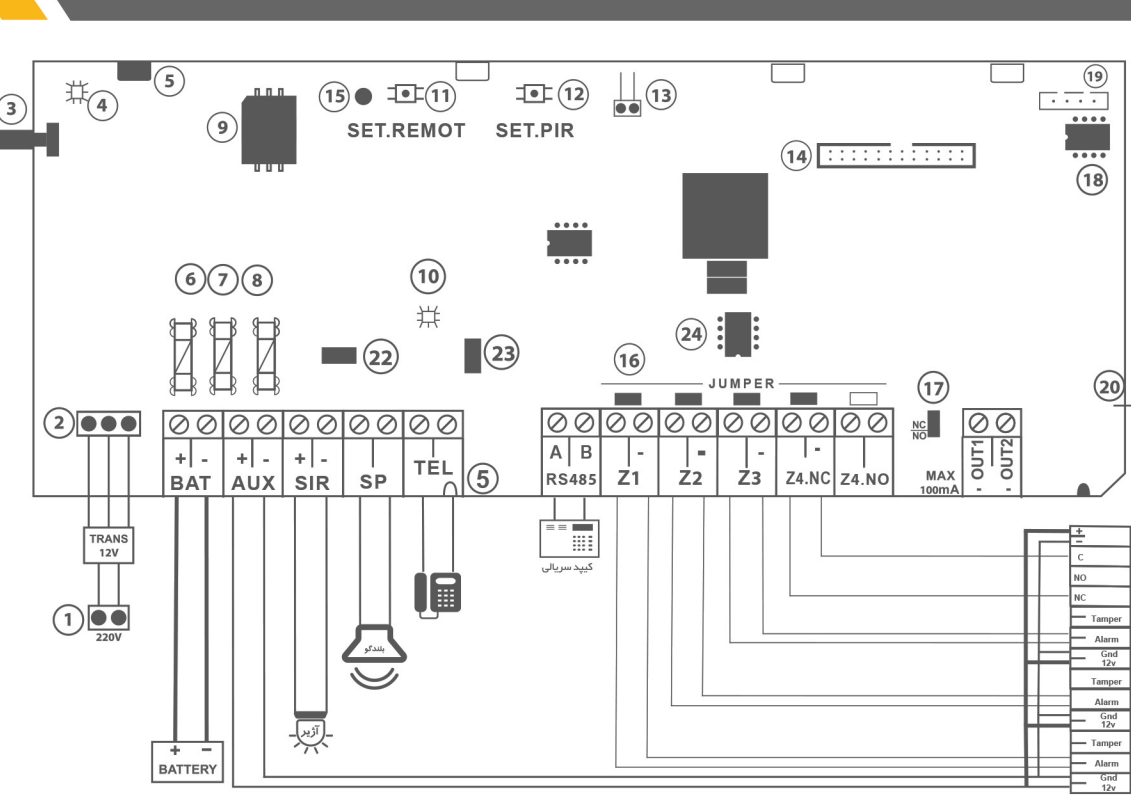 3
4
5
9
15
11
12
13
19
SET.REMOT
SET.PIR
14
18
6
7
8
10
22
23
24
16
JUMPER
17
20
2
NC
NO
+ -
BAT
+ -
AUX
+ -
SIR
SP
TEL
5
A B
RS485
-
Z1
-
Z2
-
Z3
-
Z4.NC
Z4.NO
MAX
100mA
- OUT1
- OUT2
TRANS
12V
1
220V
کیپد سریالی
بلندگو
آژیر
+ -
BATTERY
+
-
C
NO
NC
Tamper
Alarm
Gnd
12v
Tamper
Alarm
Gnd
12v
Tamper
Alarm
Gnd
12v